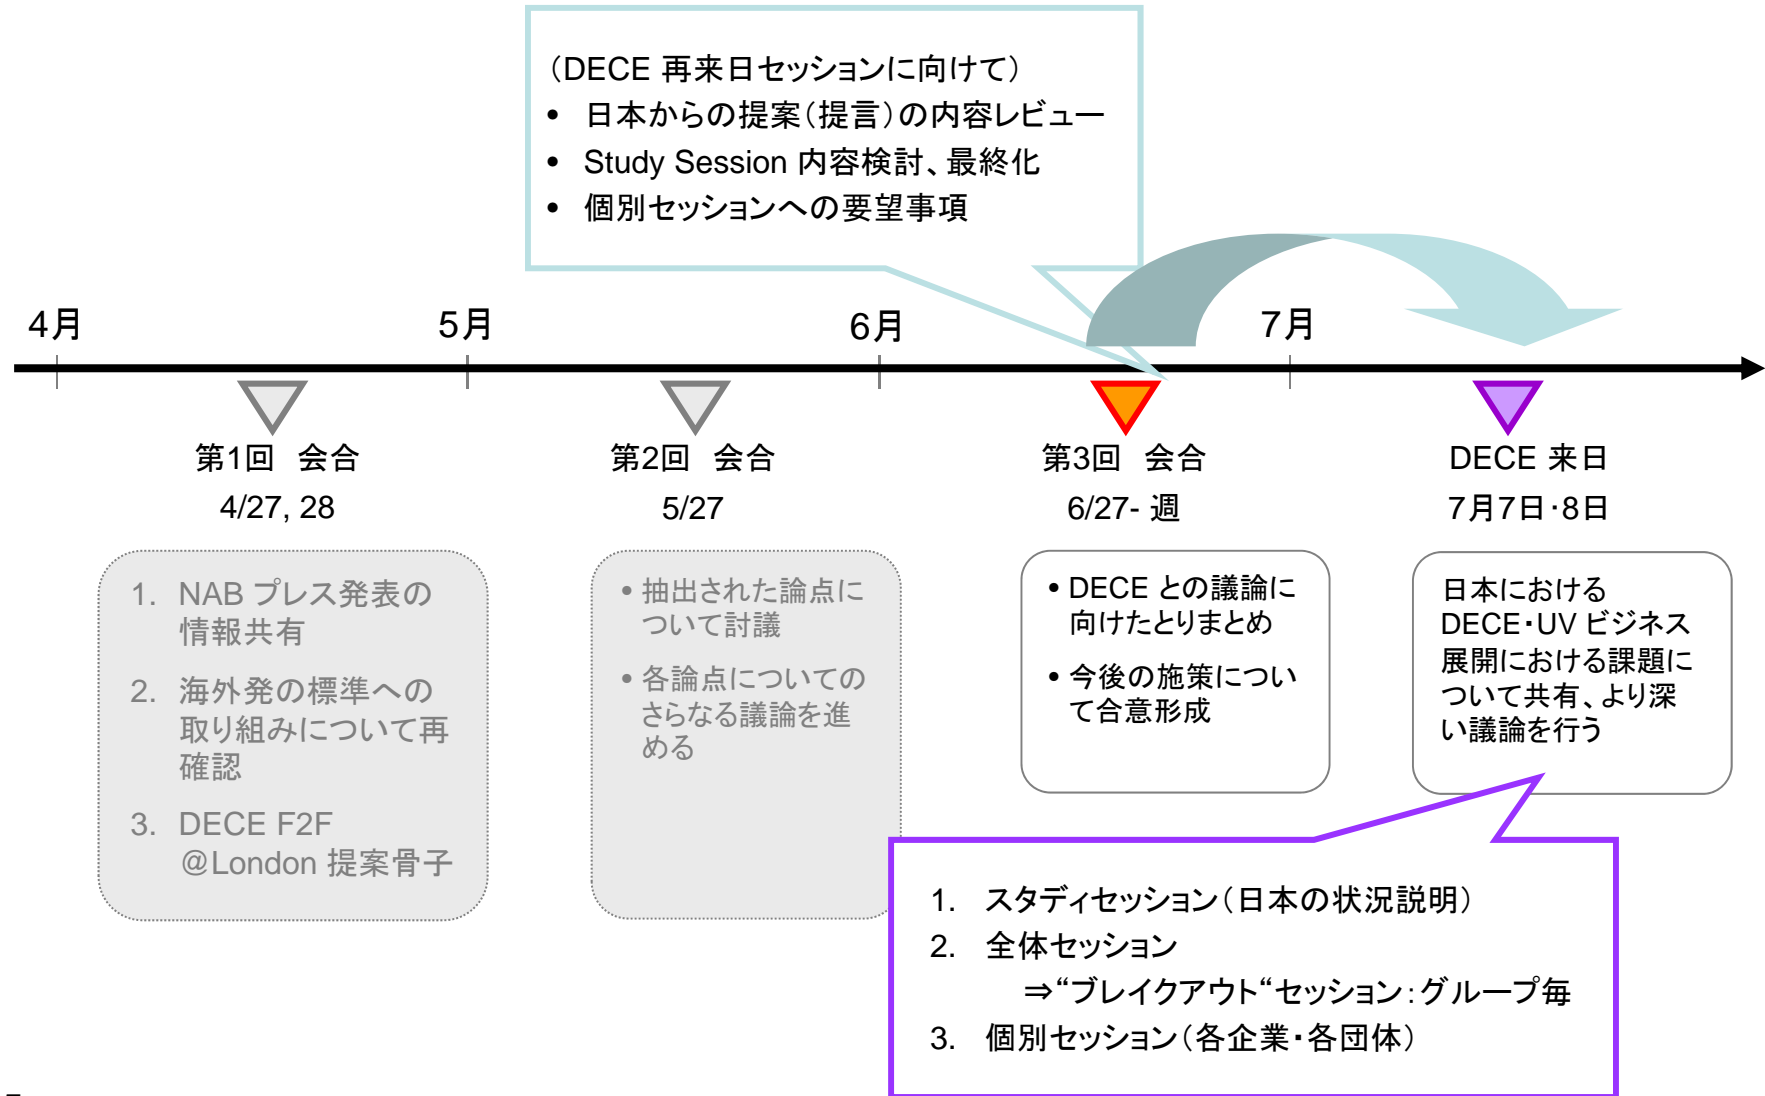 （DECE 再来日セッションに向けて）
• 日本からの提案（提言）の内容レビュー
• Study Session 内容検討、最終化
• 個別セッションへの要望事項
4月
5月
6月
7月
第1回 会合
4/27, 28
第2回 会合
5/27
第3回 会合
6/27- 週
DECE 来日
7月7日・8日
1. NAB プレス発表の
情報共有
2. 海外発の標準への
取り組みについて再
確認
3. DECE F2F
@London 提案骨子
• 抽出された論点に
ついて討議
• 各論点についての
さらなる議論を進
める
• DECE との議論に
向けたとりまとめ
• 今後の施策につい
て合意形成
日本における
DECE・UV ビジネス
展開における課題に
ついて共有、より深
い議論を行う
1. スタディセッション（日本の状況説明）
2. 全体セッション
⇒“ブレイクアウト“セッション：グループ毎
3. 個別セッション（各企業・各団体）